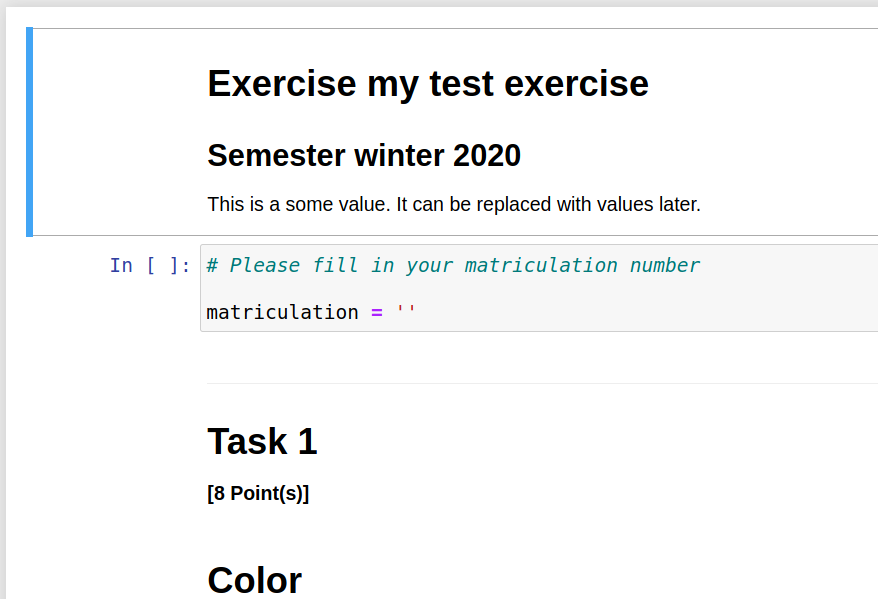 Exercise my test exercise
Semester winter 2020
This is a some value. It can be replaced with values later.
In [ ]: # Please fill in your matriculation number
matriculation = ''
Task 1
[8 Point(s)]
Color